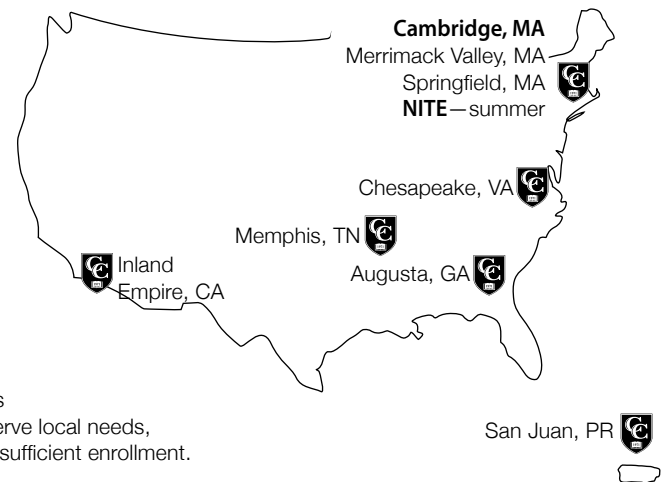 Cambridge, MA
Merrimack Valley, MA
Springfield, MA
NITE—summer
Chesapeake, VA
Memphis, TN
Inland
Empire, CA
Augusta, GA
San Juan, PR
local needs,
sufficient enrollment.